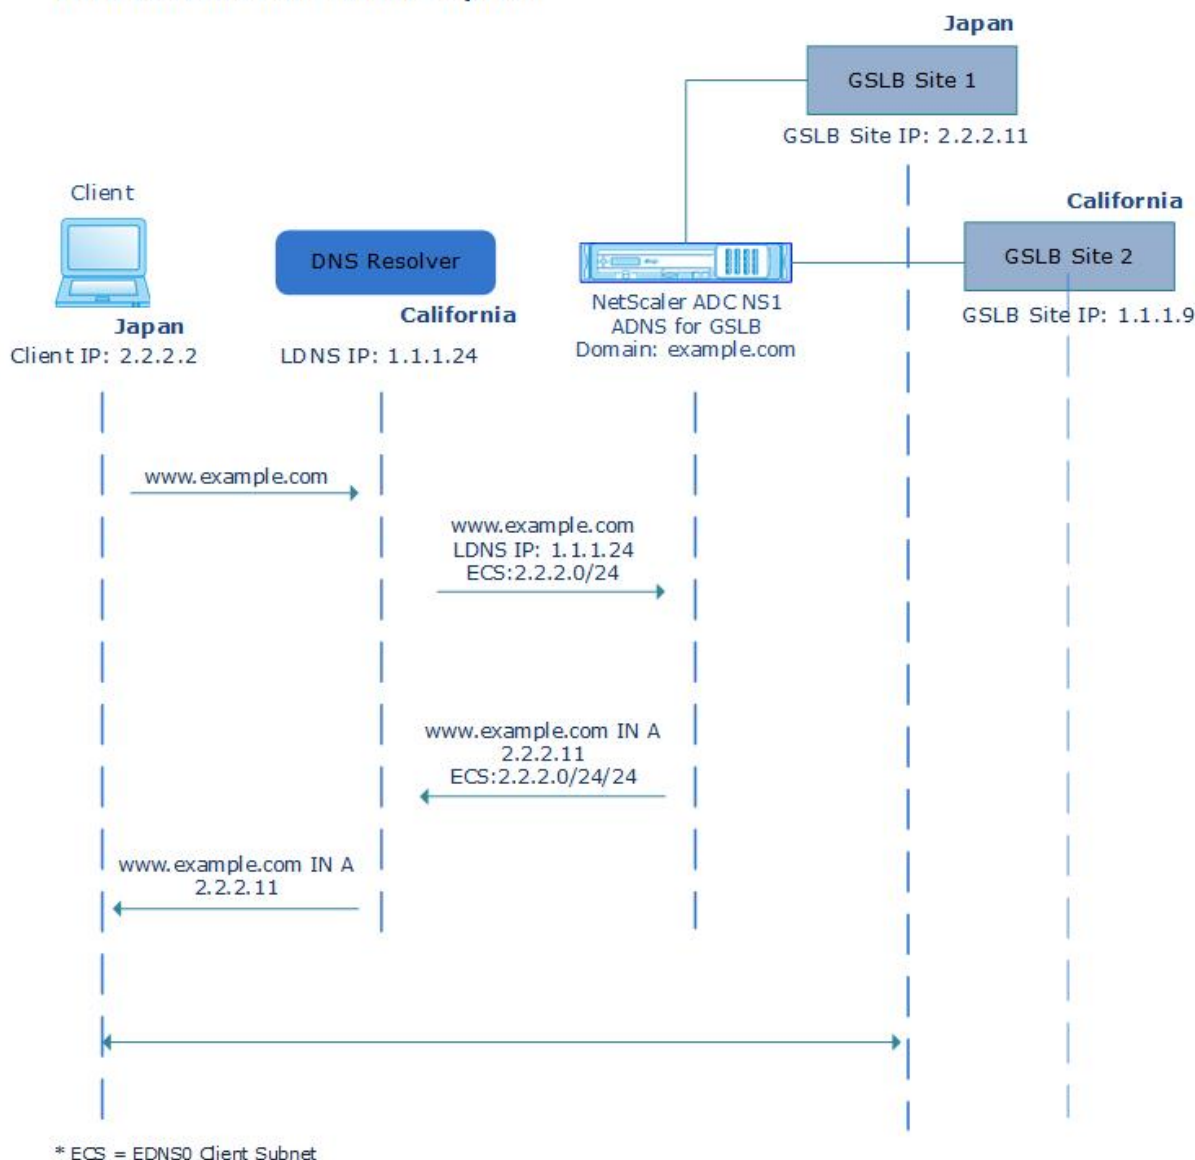 Japan
GSLB Site 1
GSLB Site IP: 2.2.2.11
Client
California
DNS Resolver
GSLB Site 2
NetScaler ADC NS1
California
GSLB Site IP: 1.1.1.9
Japan
ADNS for GSLB
Client IP: 2.2.2.2
LDNS IP: 1.1.1.24
Domain: example.com
www.example.com
www.example.com
LDNS IP: 1.1.1.24
ECS:2.2.2.0/24
www.example.com IN A
2.2.2.11
ECS:2.2.2.0/24/24
www.example.com IN A
2.2.2.11
* ECS = EDNS0 Client Subnet